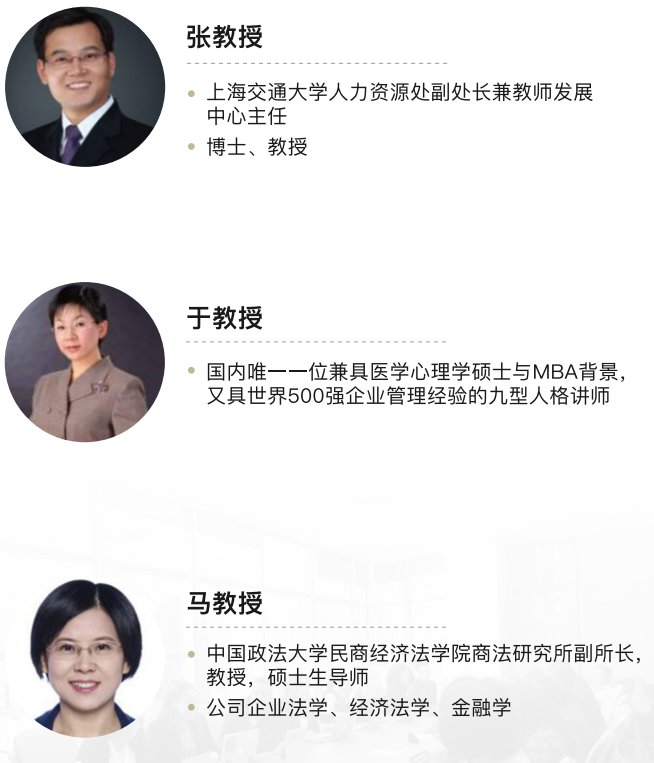 张教授
上海交通大学人力资源处副处长兼教师发展
中心主任
博士、教授
于教授
国内唯一一位兼具医学心理学硕士与MBA背景，
又具世界500强企业管理经验的九型人格讲师
马教授
中国政法大学民商经济法学院商法研究所副所长，
教授，硕士生导师
公司企业法学、经济法学、金融学